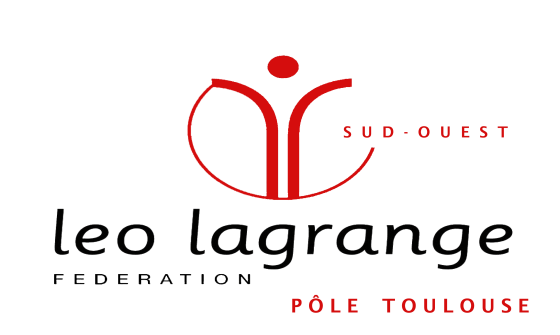 SUD-OUEST
leo lagrange
FEDERATION
PÔLE TOULOUSE